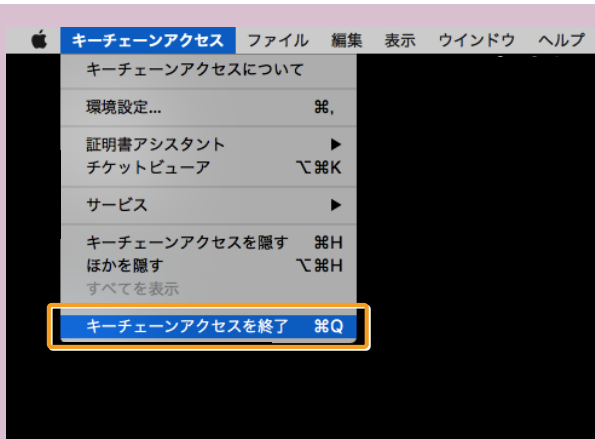 キーチェーンアクセス ファイル 編集 表示 ウインドウ ヘルプ
キーチェーンアクセスについて
環境設定... ⌘,
証明書アシスタント ▶
チケットビューア ⌥⌘K
サービス ▶
キーチェーンアクセスを隠す ⌘H
ほかを隠す ⌥⌘H
すべてを表示
キーチェーンアクセスを終了 ⌘Q